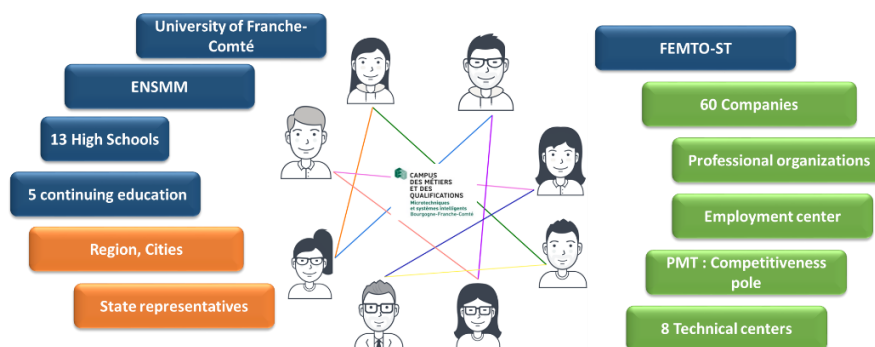 University of Franche-
Comté
ENSMM
13 High Schools
5 continuing education
Region, Cities
State representatives
CAMPUS
DES MÉTIERS
ET DES
QUALIFICATIONS
Microtechniques
et systèmes intelligents
Bourgogne-Franche-Comté
FEMTO-ST
60 Companies
Professional organizations
Employment center
PMT : Competitiveness
pole
8 Technical centers